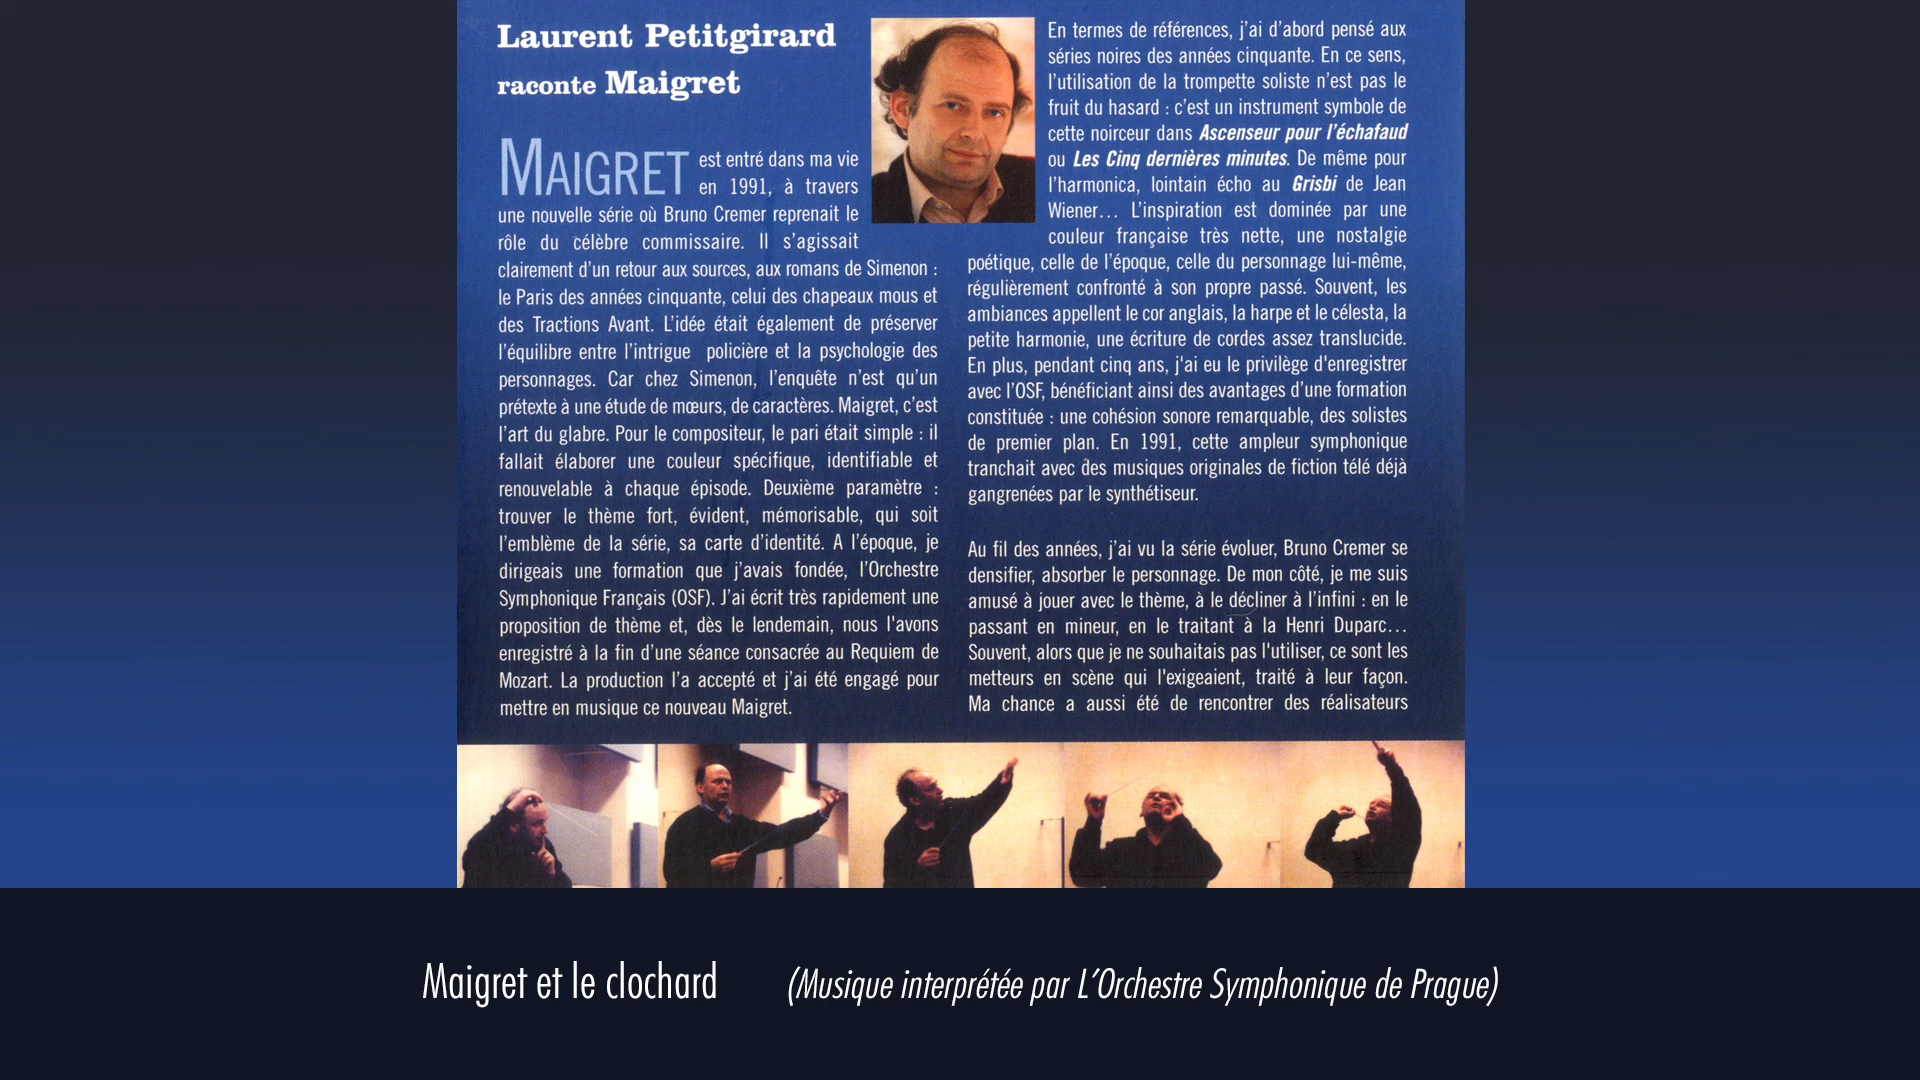 Laurent Petitgirard
raconte Maigret
MAIGRET est entré dans ma vie
en 1991, à travers
une nouvelle série où Bruno Cremer reprenait le
rôle du célèbre commissaire. Il s’agissait
clairement d’un retour aux sources, aux romans de Simenon :
le Paris des années cinquante, celui des chapeaux mous et
des Tractions Avant. L’idée était également de préserver
l’équilibre entre l’intrigue policière et la psychologie des
personnages. Car chez Simenon, l’enquête n’est qu’un
prétexte à une étude de mœurs, de caractères. Maigret, c’est
l’art du glabre. Pour le compositeur, le pari était simple : il
fallait élaborer une couleur spécifique, identifiable et
renouvelable à chaque épisode. Deuxième paramètre :
trouver le thème fort, évident, mémorisable, qui soit
l’emblème de la série, sa carte d’identité. A l’époque, je
dirigeais une formation que j’avais fondée, l’Orchestre
Symphonique Français (OSF). J’ai écrit très rapidement une
proposition de thème et, dès le lendemain, nous l'avons
enregistré à la fin d’une séance consacrée au Requiem de
Mozart. La production l’a accepté et j’ai été engagé pour
mettre en musique ce nouveau Maigret.
En termes de références, j’ai d’abord pensé aux
séries noires des années cinquante. En ce sens,
l’utilisation de la trompette soliste n’est pas le
fruit du hasard : c’est un instrument symbole de
cette noirceur dans Ascenseur pour l’échafaud
ou Les Cinq dernières minutes. De même pour
l’harmonica, lointain écho au Grisbi de Jean
Wiener… L’inspiration est dominée par une
couleur française très nette, une nostalgie
poétique, celle de l’époque, celle du personnage lui-même,
régulièrement confronté à son propre passé. Souvent, les
ambiances appellent le cor anglais, la harpe et le célesta, la
petite harmonie, une écriture de cordes assez translucide.
En plus, pendant cinq ans, j'ai eu le privilège d'enregistrer
avec l’OSF, bénéficiant ainsi des avantages d’une formation
constituée : une cohésion sonore remarquable, des solistes
de premier plan. En 1991, cette ampleur symphonique
tranchait avec des musiques originales de fiction télé déjà
gangrenées par le synthétiseur.
Au fil des années, j’ai vu la série évoluer, Bruno Cremer se
densifier, absorber le personnage. De mon côté, je me suis
amusé à jouer avec le thème, à le décliner à l’infini : en le
passant en mineur, en le traitant à la Henri Duparc…
Souvent, alors que je ne souhaitais pas l'utiliser, ce sont les
metteurs en scène qui l'exigeaient, traité à leur façon.
Ma chance a aussi été de rencontrer des réalisateurs
Maigret et le clochard (Musique interprétée par L’Orchestre Symphonique de Prague)